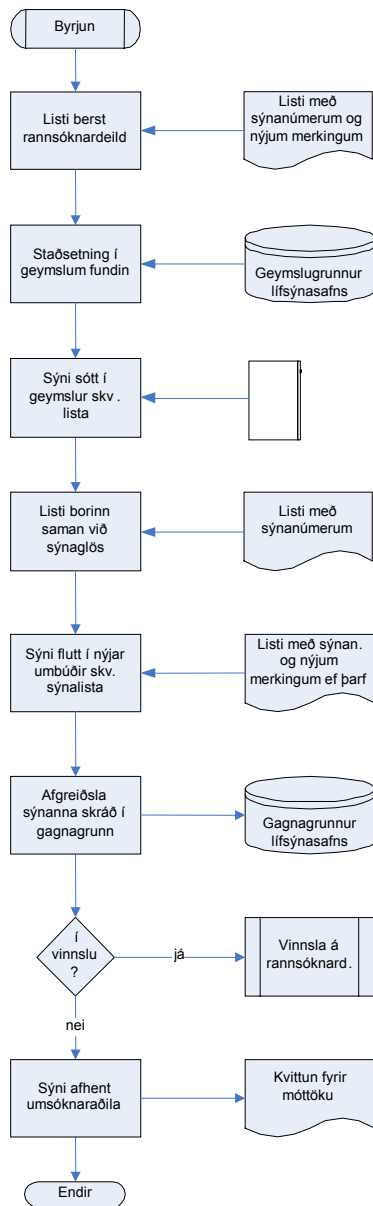 Byrjun
Listi berst
rannsóknardeild
Listi með
sýnanúmerum og
nýjum merkingum
Staðsetning í
geymslum fundin
Geymslugrunnur
lífsýnasafns
Sýni sótt í
geymslur skv .
lista
Listi borinn
saman við
sýnaglös
Listi með
sýnanúmerum
Sýni flutt í nýjar
umbúðir skv.
sýnalista
Listi með sýnan.
og nýjum
merkingum ef þarf
Afgreiðsla
sýnanna skráð í
gagnagrunn
Gagnagrunnur
lífsýnasafns
í
vinnslu
?
já
Vinnsla á
rannsóknard .
nei
Sýni afhent
umsóknaraðila
Kvittun fyrir
móttöku
Endir